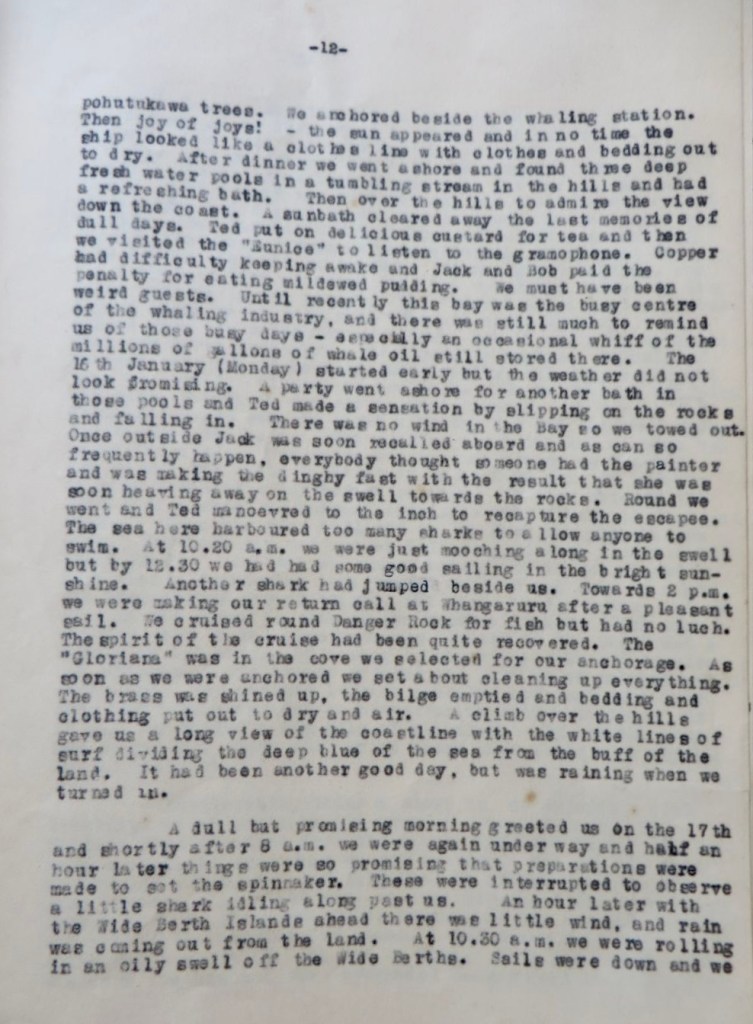 -12-
pohutukawa trees. We anchored beside the whaling station.
Then joy of joys! - the sun appeared and in no time the
ship looked like a clothes line with clothes and bedding out
to dry. After dinner we went ashore and found three deep
fresh water pools in a tumbling stream in the hills and had
a refreshing bath. Then over the hills to admire the view
down the coast. A sunbath cleared away the last memories of
dull days. Ted put on delicious custard for tea and then
we visited the "Eunice" to listen to the gramophone. Copper
had difficulty keeping awake and Jack and Bob paid the
penalty for eating mildewed pudding. We must have been
weird guests. Until recently this bay was the busy centre
of the whaling industry, and there was still much to remind
us of those busy days - especially an occasional whiff of the
millions of gallons of whale oil still stored there. The
16th January (Monday) started early but the weather did not
look promising. A party went ashore for another bath in
those pools and Ted made a sensation by slipping on the rocks
and falling in. There was no wind in the Bay so we towed out.
Once outside Jack was soon recalled aboard and as can so
frequently happen, everybody thought someone had the painter
and was making the dinghy fast with the result that she was
soon heaving away on the swell towards the rocks. Round we
went and Ted manoevred to the inch to recapture the escapee.
The sea here harboured too many sharks to allow anyone to
swim. At 10.20 a.m. we were just mooching along in the swell
but by 12.30 we had had some good sailing in the bright sun-
shine. Another shark had jumped beside us. Towards 2 p.m.
we were making our return call at Whangaruru after a pleasant
sail. We cruised round Danger Rock for fish but had no luch.
The spirit of the cruise had been quite recovered. The
"Gloriana" was in the cove we selected for our anchorage. As
soon as we were anchored we set about cleaning up everything.
The brass was shined up, the bilge emptied and bedding and
clothing put out to dry and air. A climb over the hills
gave us a long view of the coastline with the white lines of
surf dividing the deep blue of the sea from the buff of the
land. It had been another good day, but was raining when we
turned in.
A dull but promising morning greeted us on the 17th
and shortly after 8 a.m. we were again under way and half an
hour later things were so promising that preparations were
made to set the spinnaker. These were interrupted to observe
a little shark idling along past us. An hour later with
the Wide Berth Islands ahead there was little wind, and rain
was coming out from the land. At 10.30 a.m. we were rolling
in an oily swell off the Wide Berths. Sails were down and we